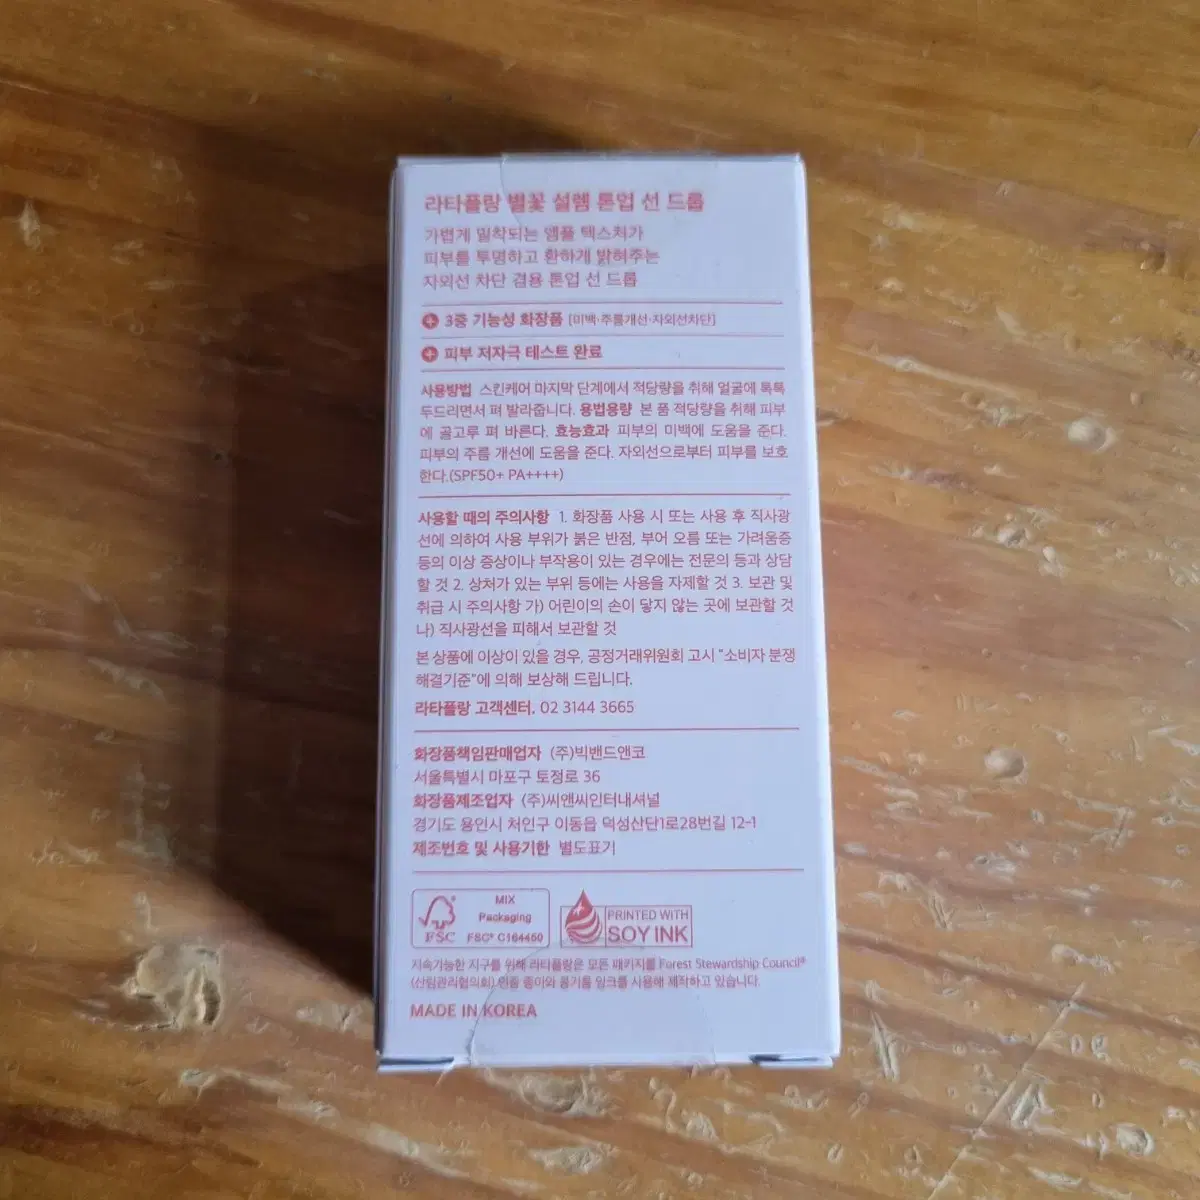 라타플랑 별꽃 설렘 톤업 선 드롭
가볍게 밀착되는 앰플 텍스처가
피부를 투명하고 환하게 밝혀주는
자외선 차단 겸용 톤업 선 드롭
3중 기능성 화장품 [미백·주름개선·자외선차단]
피부 저자극 테스트 완료
사용방법 스킨케어 마지막 단계에서 적당량을 취해 얼굴에 톡톡
두드리면서 펴 발라줍니다. 용법용량 본 품 적당량을 취해 피부
에 골고루 펴 바른다. 효능효과 피부의 미백에 도움을 준다.
피부의 주름 개선에 도움을 준다. 자외선으로부터 피부를 보호
한다.(SPF50+ PA++++)
사용할 때의 주의사항 1. 화장품 사용 시 또는 사용 후 직사광
선에 의하여 사용 부위가 붉은 반점, 부어 오름 또는 가려움증
등의 이상 증상이나 부작용이 있는 경우에는 전문의 등과 상담
할 것 2. 상처가 있는 부위 등에는 사용을 자제할 것 3. 보관 및
취급 시 주의사항 가) 어린이의 손이 닿지 않는 곳에 보관할 것
나) 직사광선을 피해서 보관할 것
본 상품에 이상이 있을 경우, 공정거래위원회 고시 "소비자 분쟁
해결기준"에 의해 보상해 드립니다.
라타플랑 고객센터. 02 3144 3665
화장품책임판매업자 (주)빅밴드앤코
서울특별시 마포구 토정로 36
화장품제조업자 (주)씨앤씨인터내셔널
경기도 용인시 처인구 이동읍 덕성산단1로28번길 12-1
제조번호 및 사용기한 별도표기
FSC
MIX
Packaging
FSC® C164450
PRINTED WITH
SOY INK
지속가능한 지구를 위해 라타플랑은 모든 패키지를 Forest Stewardship Council®
(산림관리협의회) 인증 종이와 콩기름 잉크를 사용해 제작하고 있습니다.
MADE IN KOREA